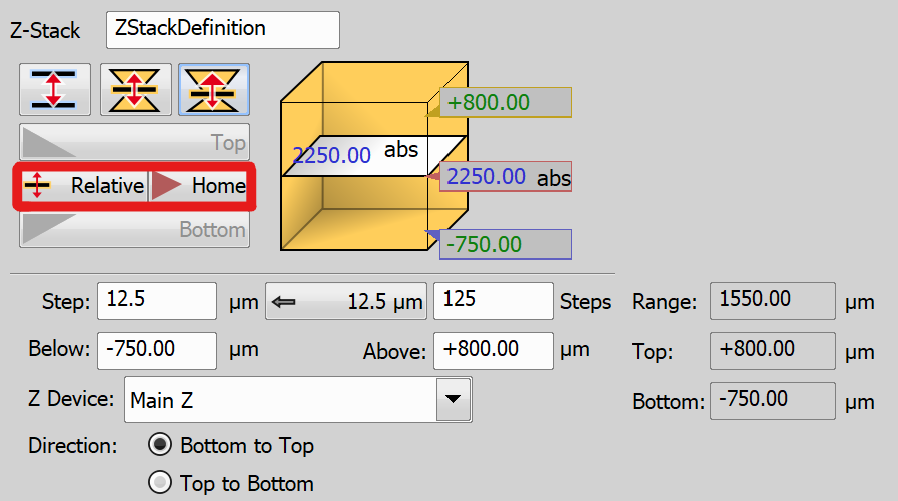 Z-Stack ZStackDefinition
+800.00
Top
2250.00 abs
Relative Home
2250.00 abs
Bottom
-750.00
Step: 12.5 µm 12.5 µm 125 Steps Range: 1550.00 µm
Below: -750.00 µm Above: +800.00 µm Top: +800.00 µm
Z Device: Main Z Bottom: -750.00 µm
Direction: Bottom to Top
Top to Bottom